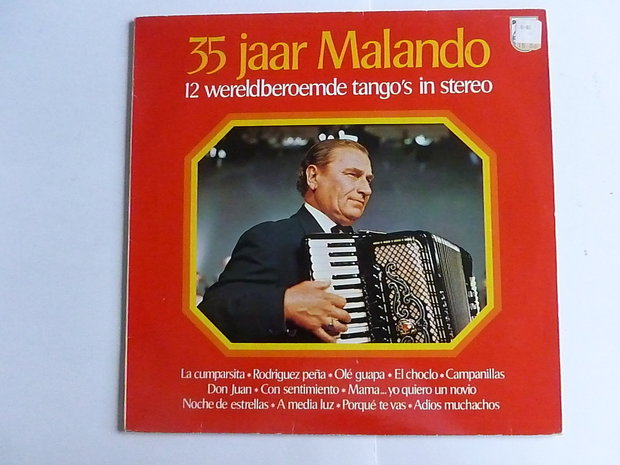 35 jaar Malando
12 wereldberoemde tango's in stereo
La cumparsita • Rodriguez peña • Olé guapa • El choclo • Campanillas
Don Juan • Con sentimiento • Mama... yo quiero un novio
Noche de estrellas • A media luz • Porqué te vas • Adios muchachos